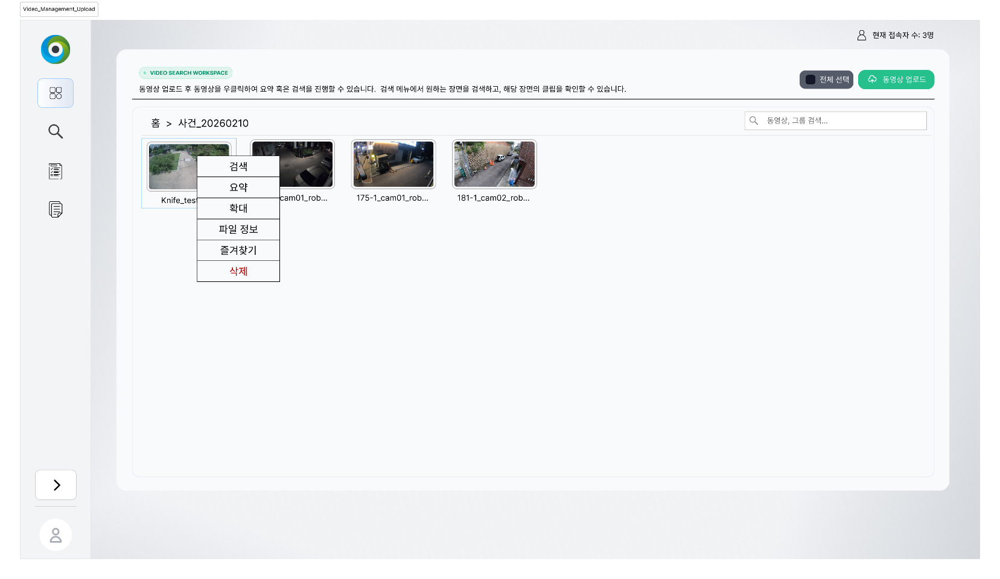 Video_Management_Upload
현재 접속자 수: 3명
VIDEO SEARCH WORKSPACE
동영상 업로드 후 동영상을 우클릭하여 요약 혹은 검색을 진행할 수 있습니다. 검색 메뉴에서 원하는 장면을 검색하고, 해당 장면의 클립을 확인할 수 있습니다.
전체 선택
동영상 업로드
홈 > 사건_20260210
동영상, 그룹 검색...
Knife_tes
cam01_rob...
175-1_cam01_rob...
181-1_cam02_rob...
검색
요약
확대
파일 정보
즐겨찾기
삭제